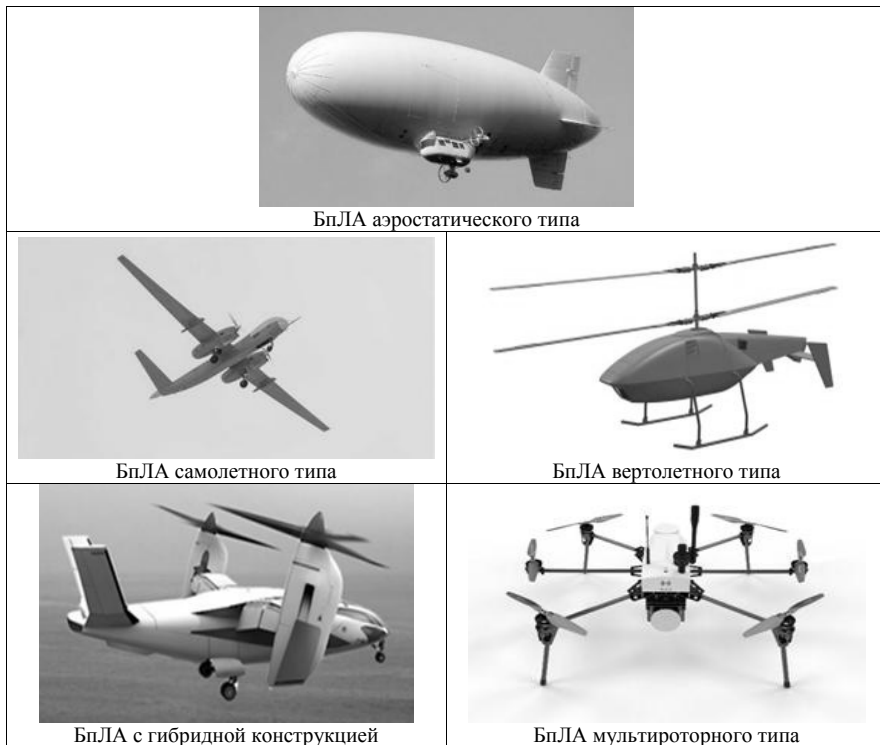 БпЛА аэростатического типа
БпЛА самолетного типа
БпЛА вертолетного типа
БпЛА с гибридной конструкцией
БпЛА мультироторного типа